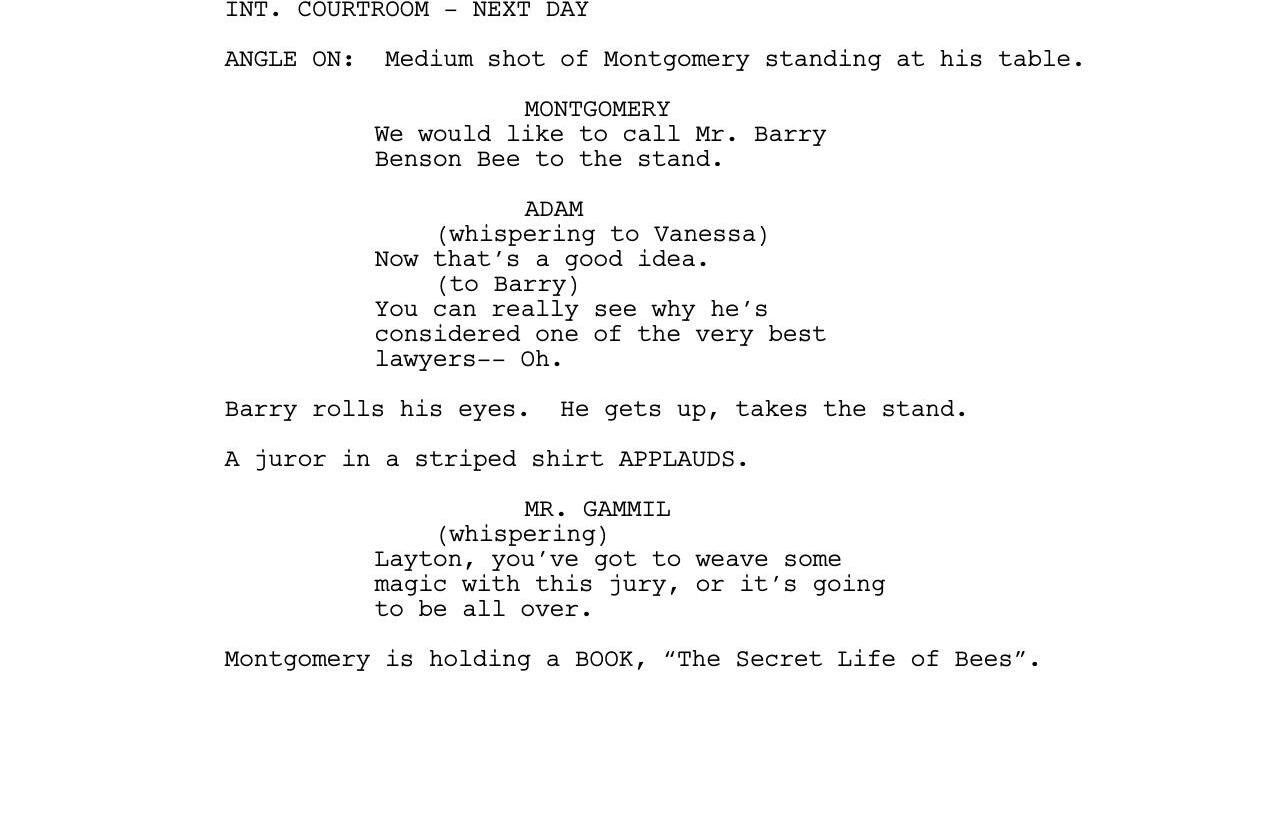 INT. COURTROOM – NEXT DAY
ANGLE ON:  Medium shot of Montgomery standing at his table.
MONTGOMERY
We would like to call Mr. Barry
Benson Bee to the stand.
ADAM
(whispering to Vanessa)
Now that’s a good idea.
(to Barry)
You can really see why he’s
considered one of the very best
lawyers–– Oh.
Barry rolls his eyes.  He gets up, takes the stand.
A juror in a striped shirt APPLAUDS.
MR. GAMMIL
(whispering)
Layton, you’ve got to weave some
magic with this jury, or it’s going
to be all over.
Montgomery is holding a BOOK, “The Secret Life of Bees”.